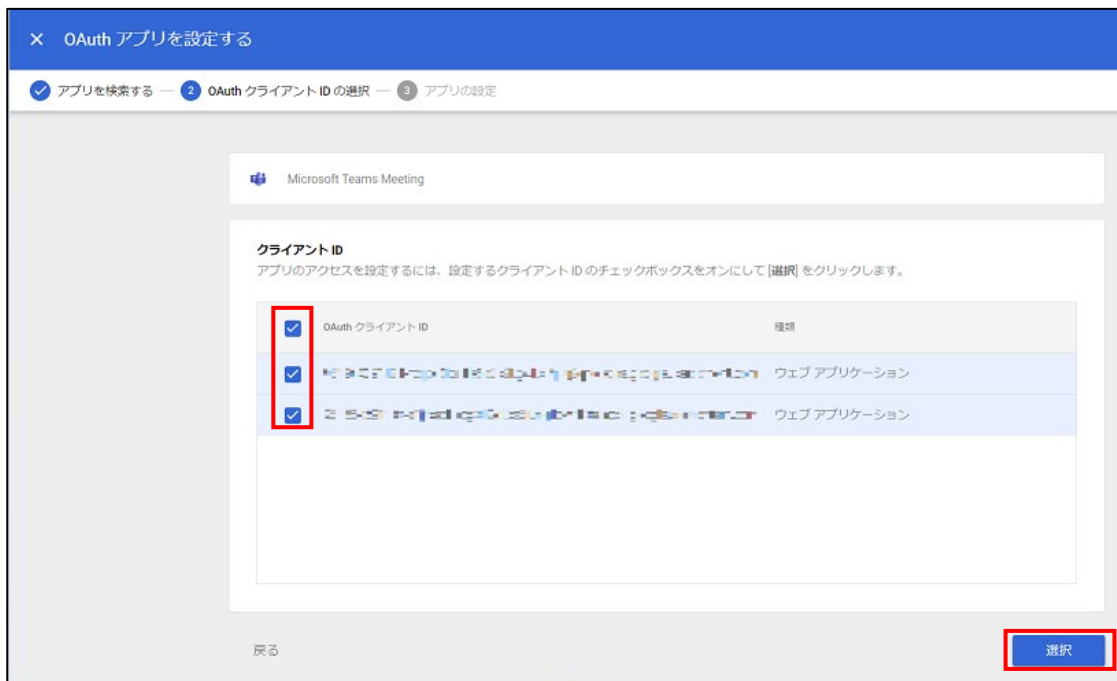 × OAuth アプリを設定する
アプリを検索する — 2 OAuth クライアント ID の選択 — 3 アプリの設定
Microsoft Teams Meeting
クライアント ID
アプリのアクセスを設定するには、設定するクライアント ID のチェックボックスをオンにして [選択] をクリックします。
OAuth クライアント ID 種類
ウェブ アプリケーション
ウェブ アプリケーション
戻る 選択